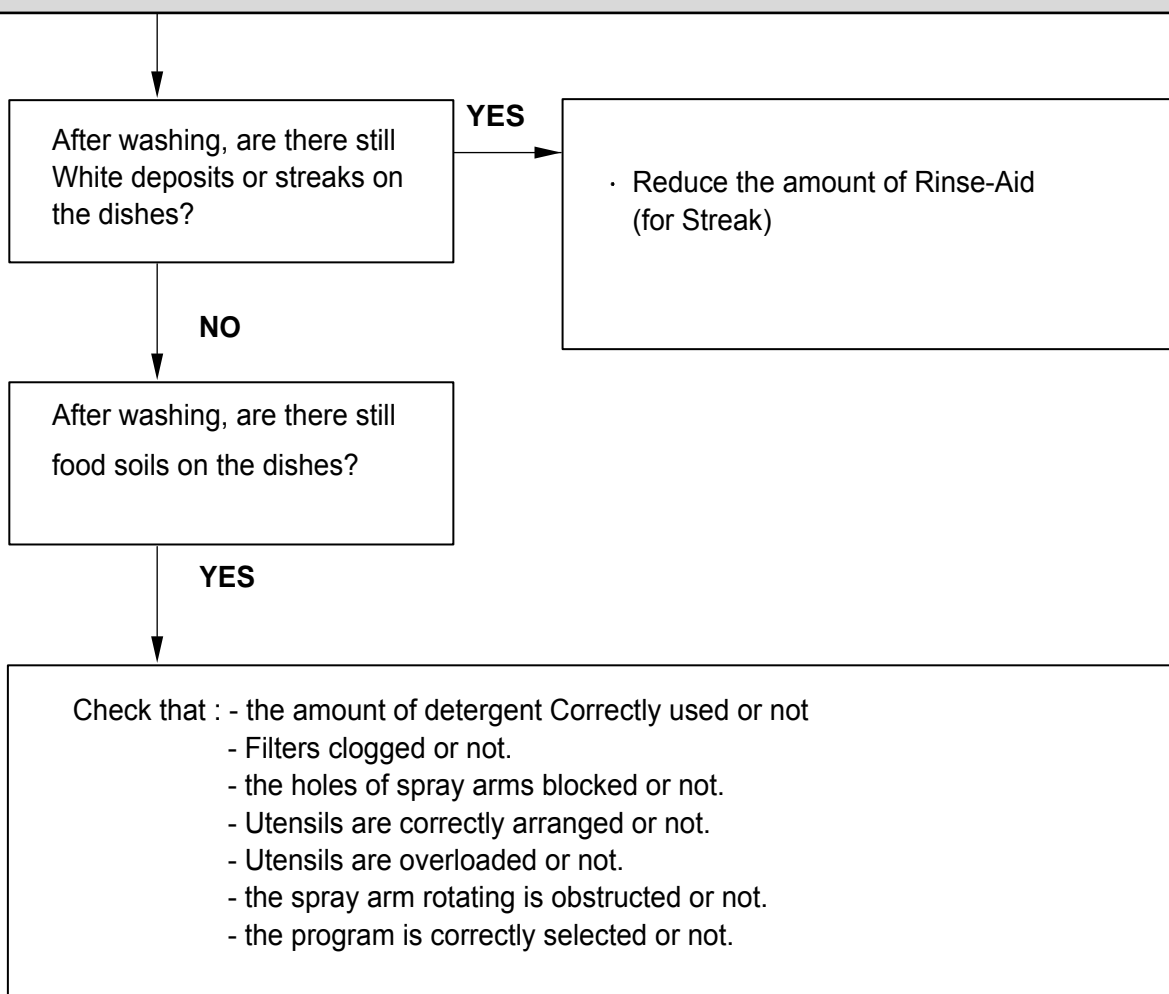 After washing, are there still
White deposits or streaks on
the dishes?
YES
· Reduce the amount of Rinse-Aid
(for Streak)
NO
After washing, are there still
food soils on the dishes?
YES
Check that : - the amount of detergent Correctly used or not
- Filters clogged or not.
- the holes of spray arms blocked or not.
- Utensils are correctly arranged or not.
- Utensils are overloaded or not.
- the spray arm rotating is obstructed or not.
- the program is correctly selected or not.